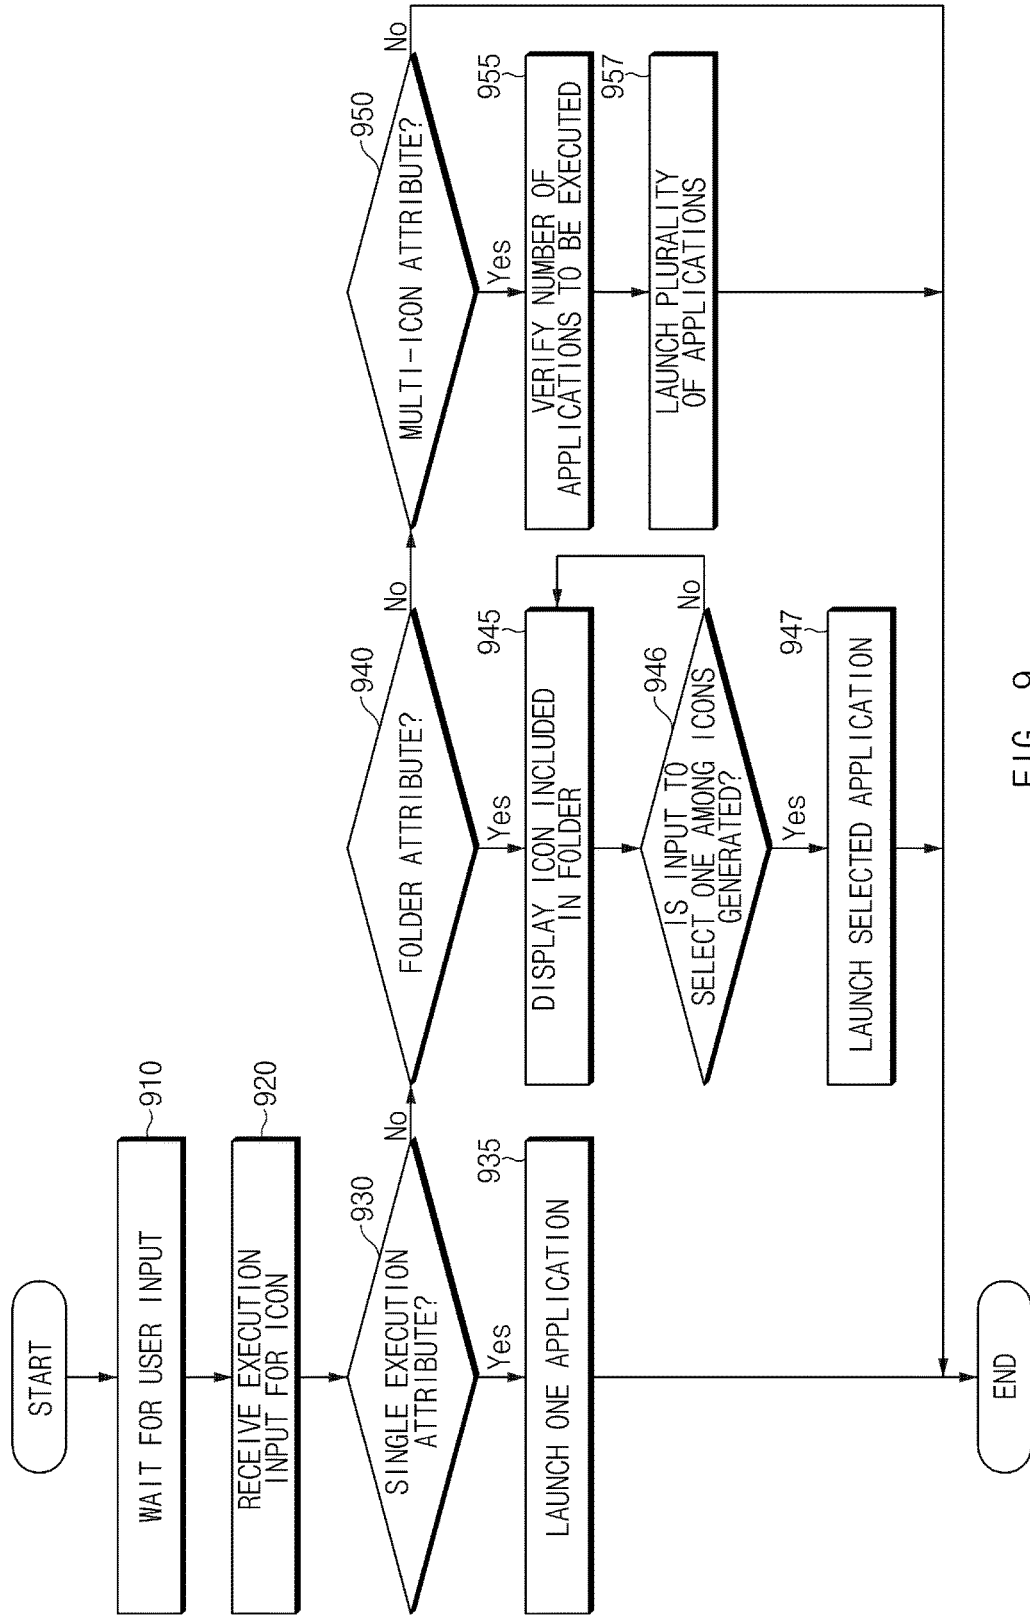 START
WAIT FOR USER INPUT
910
RECEIVE EXECUTION
INPUT FOR ICON
920
SINGLE EXECUTION
ATTRIBUTE?
930
No
Yes
LAUNCH ONE APPLICATION
935
FOLDER ATTRIBUTE?
940
No
Yes
DISPLAY ICON INCLUDED
IN FOLDER
945
IS INPUT TO
SELECT ONE AMONG ICONS
GENERATED?
946
No
Yes
LAUNCH SELECTED APPLICATION
947
MULTI-ICON ATTRIBUTE?
950
No
Yes
VERIFY NUMBER OF
APPLICATIONS TO BE EXECUTED
955
LAUNCH PLURALITY
OF APPLICATIONS
957
END
FIG. 9